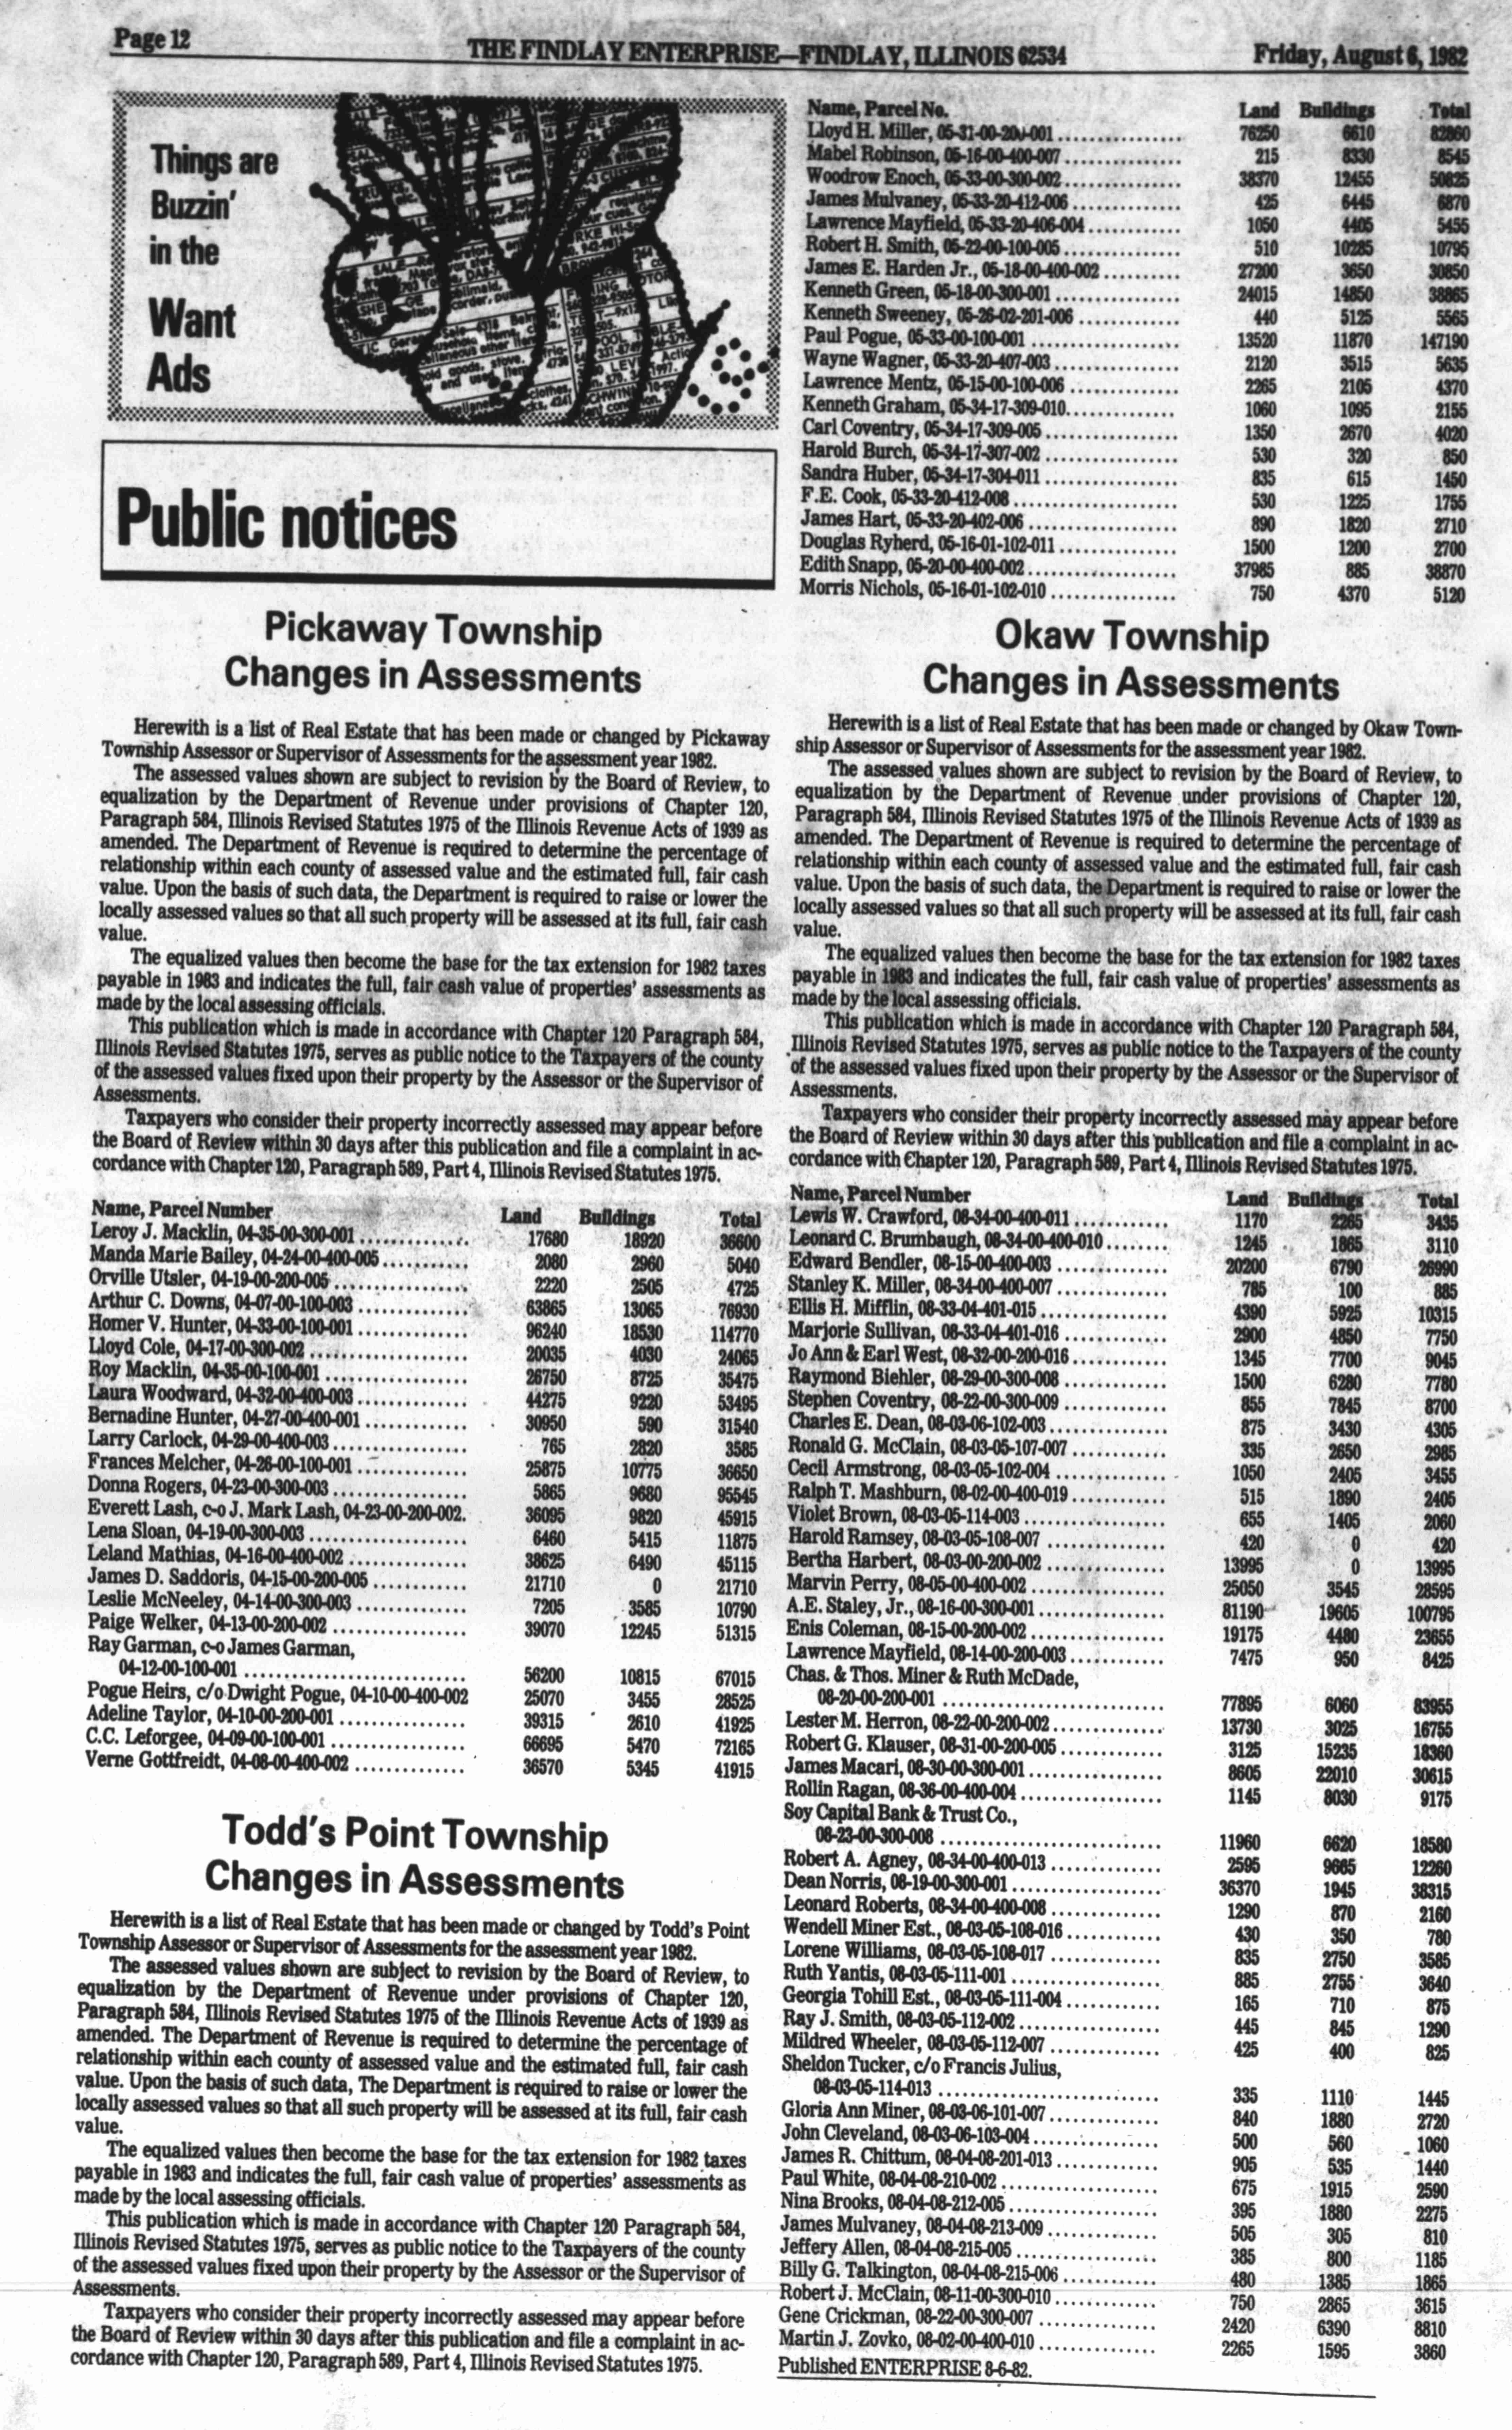 Page 12
THE FINDLAY ENTERPRISE—FINDLAY, ILLINOIS 62534
Friday, August 6, 1982
Things are
Buzzin'
in the
Want
Ads
Public notices
Pickaway Township
Changes in Assessments
Herewith is a list of Real Estate that has been made or changed by Pickaway
Township Assessor or Supervisor of Assessments for the assessment year 1982.
The assessed values shown are subject to revision by the Board of Review, to
equalization by the Department of Revenue under provisions of Chapter 120,
Paragraph 584, Illinois Revised Statutes 1975 of the Illinois Revenue Acts of 1939 as
amended. The Department of Revenue is required to determine the percentage of
relationship within each county of assessed value and the estimated full, fair cash
value. Upon the basis of such data, the Department is required to raise or lower the
locally assessed values so that all such property will be assessed at its full, fair cash
value.
The equalized values then become the base for the tax extension for 1982 taxes
payable in 1983 and indicates the full, fair cash value of properties' assessments as
made by the local assessing officials.
This publication which is made in accordance with Chapter 120 Paragraph 584,
Illinois Revised Statutes 1975, serves as public notice to the Taxpayers of the county
of the assessed values fixed upon their property by the Assessor or the Supervisor of
Assessments.
Taxpayers who consider their property incorrectly assessed may appear before
the Board of Review within 30 days after this publication and file a complaint in ac-
cordance with Chapter 120, Paragraph 589, Part 4, Illinois Revised Statutes 1975.
Name, Parcel Number Land Buildings Total
Leroy J. Macklin, 04-35-00-300-001 17680 18920 36600
Manda Marie Bailey, 04-24-00-400-005 2080 2960 5040
Orville Utsler, 04-19-00-200-005 2220 2505 4725
Arthur C. Downs, 04-07-00-100-003 63865 13065 76930
Homer V. Hunter, 04-33-00-100-001 96240 18530 114770
Lloyd Cole, 04-17-00-300-002 20035 4030 24065
Roy Macklin, 04-35-00-100-001 26750 8725 35475
Laura Woodward, 04-32-00-400-003 44275 9220 53495
Bernadine Hunter, 04-27-00-400-001 30950 590 31540
Larry Carlock, 04-29-00-400-003 765 2820 3585
Frances Melcher, 04-26-00-100-001 25875 10775 36650
Donna Rogers, 04-23-00-300-003 5865 9680 95545
Everett Lash, c-o J. Mark Lash, 04-23-00-200-002. 36095 9820 45915
Lena Sloan, 04-19-00-300-003 6460 5415 11875
Leland Mathias, 04-16-00-400-002 38625 6490 45115
James D. Saddoris, 04-15-00-200-005 21710 0 21710
Leslie McNeeley, 04-14-00-300-003 7205 3585 10790
Paige Welker, 04-13-00-200-002 39070 12245 51315
Ray Garman, c-o James Garman,
04-12-00-100-001 56200 10815 67015
Pogue Heirs, c/o Dwight Pogue, 04-10-00-400-002 25070 3455 28525
Adeline Taylor, 04-10-00-200-001 39315 2610 41925
C.C. Leforgee, 04-09-00-100-001 66695 5470 72165
Verne Gottfreidt, 04-08-00-400-002 36570 5345 41915
Todd's Point Township
Changes in Assessments
Herewith is a list of Real Estate that has been made or changed by Todd's Point
Township Assessor or Supervisor of Assessments for the assessment year 1982.
The assessed values shown are subject to revision by the Board of Review, to
equalization by the Department of Revenue under provisions of Chapter 120,
Paragraph 584, Illinois Revised Statutes 1975 of the Illinois Revenue Acts of 1939 as
amended. The Department of Revenue is required to determine the percentage of
relationship within each county of assessed value and the estimated full, fair cash
value. Upon the basis of such data, The Department is required to raise or lower the
locally assessed values so that all such property will be assessed at its full, fair cash
value.
The equalized values then become the base for the tax extension for 1982 taxes
payable in 1983 and indicates the full, fair cash value of properties' assessments as
made by the local assessing officials.
This publication which is made in accordance with Chapter 120 Paragraph 584,
Illinois Revised Statutes 1975, serves as public notice to the Taxpayers of the county
of the assessed values fixed upon their property by the Assessor or the Supervisor of
Assessments.
Taxpayers who consider their property incorrectly assessed may appear before
the Board of Review within 30 days after this publication and file a complaint in ac-
cordance with Chapter 120, Paragraph 589, Part 4, Illinois Revised Statutes 1975.
Name, Parcel No. Land Buildings Total
Lloyd H. Miller, 76250 6610 82860
Mabel Robinson, 05-16-00-400-007 215 8330 8545
Woodrow Enoch, 05-33-00-300-002 38370 12455 50825
James Mulvaney, 05-33-20-412-006 425 6445 6870
Lawrence Mayfield, 05-33-20-406-004 1050 4405 5455
Robert H. Smith, 05-22-00-100-005 510 10285 10795
James E. Harden Jr., 05-18-00-400-002 27200 3650 30850
Kenneth Green, 05-18-00-300-001 24015 14850 38865
Kenneth Sweeney, 05-26-02-201-006 440 5125 5565
Paul Pogue, 05-33-00-100-001 13520 11870 147190
Wayne Wagner, 05-33-20-407-003 2120 3515 5635
Lawrence Mentz, 05-15-00-100-006 2265 2105 4370
Kenneth Graham, 05-34-17-309-010 1060 1095 2155
Carl Coventry, 05-34-17-309-005 1350 2670 4020
Harold Burch, 05-34-17-307-002 530 320 850
Sandra Huber, 05-34-17-304-011 835 615 1450
F.E. Cook, 05-33-20-412-008 530 1225 1755
James Hart, 05-33-20-402-006 890 1820 2710
Douglas Ryherd, 05-16-01-102-011 1500 1200 2700
Edith Snapp, 05-20-00-400-002 37985 885 38870
Morris Nichols, 05-16-01-102-010 750 4370 5120
Okaw Township
Changes in Assessments
Herewith is a list of Real Estate that has been made or changed by Okaw Town-
ship Assessor or Supervisor of Assessments for the assessment year 1982.
The assessed values shown are subject to revision by the Board of Review, to
equalization by the Department of Revenue under provisions of Chapter 120,
Paragraph 584, Illinois Revised Statutes 1975 of the Illinois Revenue Acts of 1939 as
amended. The Department of Revenue is required to determine the percentage of
relationship within each county of assessed value and the estimated full, fair cash
value. Upon the basis of such data, the Department is required to raise or lower the
locally assessed values so that all such property will be assessed at its full, fair cash
value.
The equalized values then become the base for the tax extension for 1982 taxes
payable in 1983 and indicates the full, fair cash value of properties' assessments as
made by the local assessing officials.
This publication which is made in accordance with Chapter 120 Paragraph 584,
Illinois Revised Statutes 1975, serves as public notice to the Taxpayers of the county
of the assessed values fixed upon their property by the Assessor or the Supervisor of
Assessments.
Taxpayers who consider their property incorrectly assessed may appear before
the Board of Review within 30 days after this publication and file a complaint in ac-
cordance with Chapter 120, Paragraph 589, Part 4, Illinois Revised Statutes 1975.
Name, Parcel Number Land Buildings Total
Lewis W. Crawford, 08-34-00-400-011 1170 2265 3435
Leonard C. Brumbaugh, 08-34-00-400-010 1245 1865 3110
Edward Bendler, 08-15-00-400-003 20200 6790 26990
Stanley K. Miller, 08-34-00-400-007 785 100 885
Ellis H. Mifflin, 08-33-04-401-015 4390 5925 10315
Marjorie Sullivan, 08-33-04-401-016 2900 4850 7750
Jo Ann & Earl West, 08-32-00-200-016 1345 7700 9045
Raymond Biehler, 08-29-00-300-008 1500 6280 7780
Stephen Coventry, 08-22-00-300-009 855 7845 8700
Charles E. Dean, 08-03-06-102-003 875 3430 4305
Ronald G. McClain, 08-03-05-107-007 335 2650 2985
Cecil Armstrong, 08-03-05-102-004 1050 2405 3455
Ralph T. Mashburn, 08-02-00-400-019 515 1890 2405
Violet Brown, 08-03-05-114-003 655 1405 2060
Harold Ramsey, 08-03-05-108-007 420 0 420
Bertha Harbert, 08-03-00-200-002 13995 0 13995
Marvin Perry, 08-05-00-400-002 25050 3545 28595
A.E. Staley, Jr., 08-16-00-300-001 81190 19605 100795
Enis Coleman, 08-15-00-200-002 19175 4480 23655
Lawrence Mayfield, 08-14-00-200-003 7475 950 8425
Chas. & Thos. Miner & Ruth McDade,
08-20-00-200-001 77895 6060 83955
Lester M. Herron, 08-22-00-200-002 13730 3025 16755
Robert G. Klauser, 08-31-00-200-005 3125 15235 18360
James Macari, 08-30-00-300-001 8605 22010 30615
Rollin Ragan, 08-36-00-400-004 1145 8030 9175
Soy Capital Bank & Trust Co.,
08-23-00-300-008 11960 6620 18580
Robert A. Agney, 08-34-00-400-013 2595 9665 12260
Dean Norris, 08-19-00-300-001 36370 1945 38315
Leonard Roberts, 08-34-00-400-008 1290 870 2160
Wendell Miner Est., 08-03-05-108-016 430 350 780
Lorene Williams, 08-03-05-108-017 835 2750 3585
Ruth Yantis, 08-03-05-111-001 885 2755 3640
Georgia Tohill Est., 08-03-05-111-004 165 710 875
Ray J. Smith, 08-03-05-112-002 445 845 1290
Mildred Wheeler, 08-03-05-112-007 425 400 825
Sheldon Tucker, c/o Francis Julius,
08-03-05-114-013 335 1110 1445
Gloria Ann Miner, 08-03-06-101-007 840 1880 2720
John Cleveland, 08-03-06-103-004 500 560 1060
James R. Chittum, 08-04-08-201-013 905 535 1440
Paul White, 08-04-08-210-002 675 1915 2590
Nina Brooks, 08-04-08-212-005 395 1880 2275
James Mulvaney, 08-04-08-213-009 505 305 810
Jeffery Allen, 08-04-08-215-005 385 800 1185
Billy G. Talkington, 08-04-08-215-006 480 1385 1865
Robert J. McClain, 08-11-00-300-010 750 2865 3615
Gene Crickman, 08-22-00-300-007 2420 6390 8810
Martin J. Zovko, 08-02-00-400-010 2265 1595 3860
Published ENTERPRISE 8-6-82.